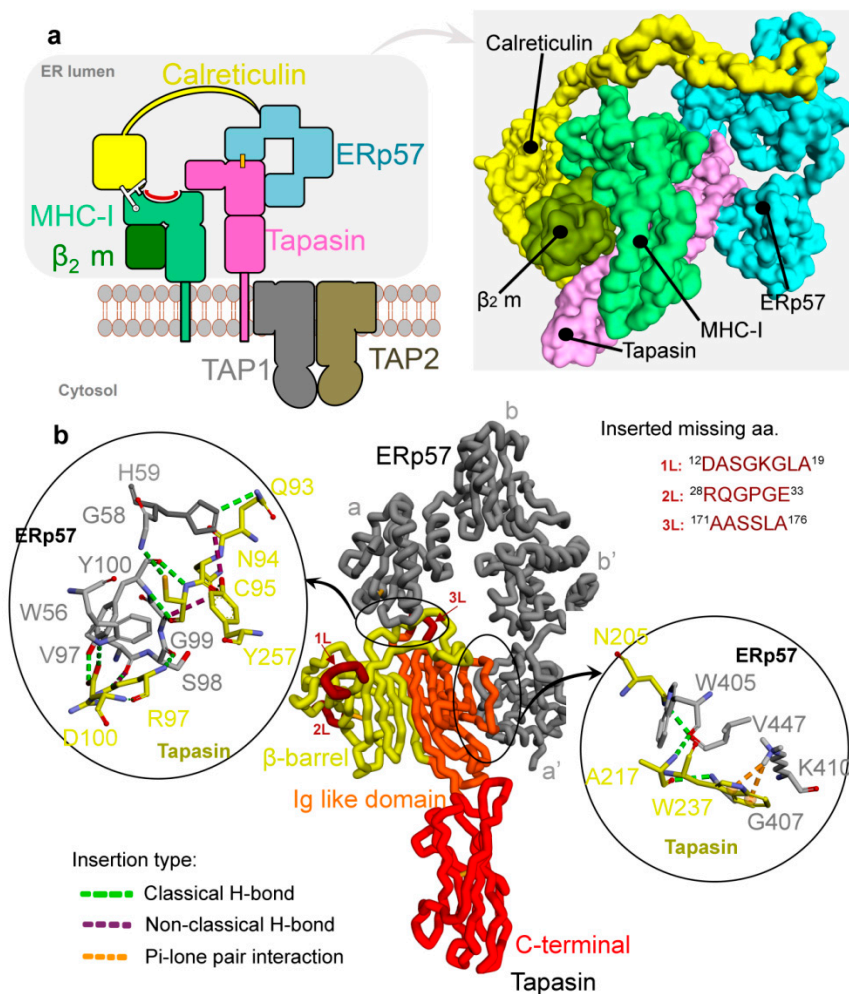 a
ER lumen
Calreticulin
ERp57
MHC-I
β₂ m
Tapasin
TAP1
TAP2
Cytosol
Calreticulin
β₂ m
ERp57
MHC-I
Tapasin
b
H59
Q93
G58
ERp57
Y100
N94
C95
W56
G99
Y257
V97
S98
R97
D100
Tapasin
ERp57
b
a
b'
a'
3L
1L
2L
β-barrel
Ig like domain
C-terminal
Tapasin
Inserted missing aa.
1L: ¹²DASGKGLA¹⁹
2L: ²⁸RQGPGE³³
3L: ¹⁷¹AASSLA¹⁷⁶
N205
ERp57
W405
V447
A217
K410
W237
G407
Tapasin
Insertion type:
Classical H-bond
Non-classical H-bond
Pi-lone pair interaction